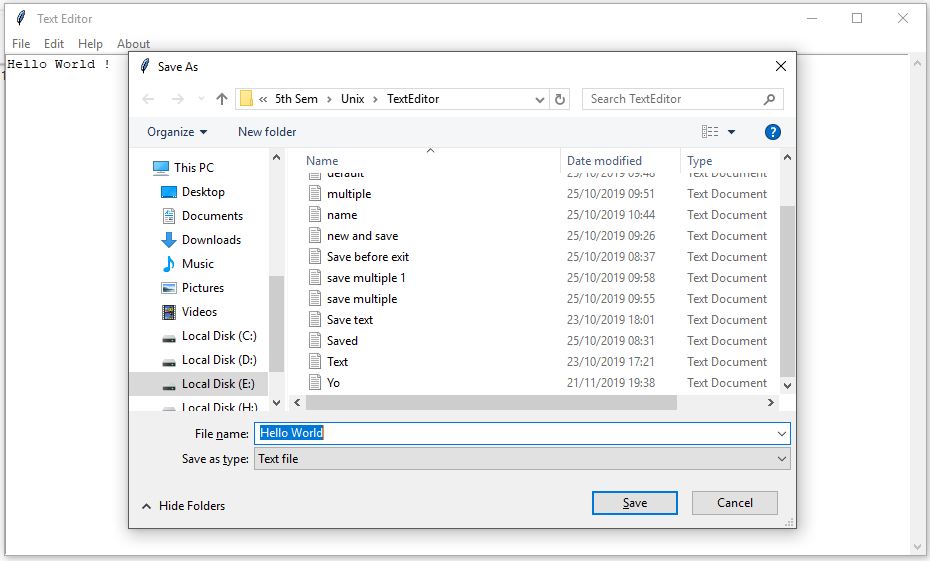 Text Editor
File Edit Help About
Hello World !
Save As
« 5th Sem > Unix > TextEditor
Search TextEditor
Organize New folder
?
This PC
Desktop
Documents
Downloads
Music
Pictures
Videos
Local Disk (C:)
Local Disk (D:)
Local Disk (E:)
Local Disk (H:)
Name Date modified Type
default 25/10/2019 09:48 Text Document
multiple 25/10/2019 09:51 Text Document
name 25/10/2019 10:44 Text Document
new and save 25/10/2019 09:26 Text Document
Save before exit 25/10/2019 08:37 Text Document
save multiple 1 25/10/2019 09:58 Text Document
save multiple 25/10/2019 09:55 Text Document
Save text 23/10/2019 18:01 Text Document
Saved 25/10/2019 08:31 Text Document
Text 23/10/2019 17:21 Text Document
Yo 21/11/2019 19:38 Text Document
File name: Hello World
Save as type: Text file
Hide Folders
Save Cancel